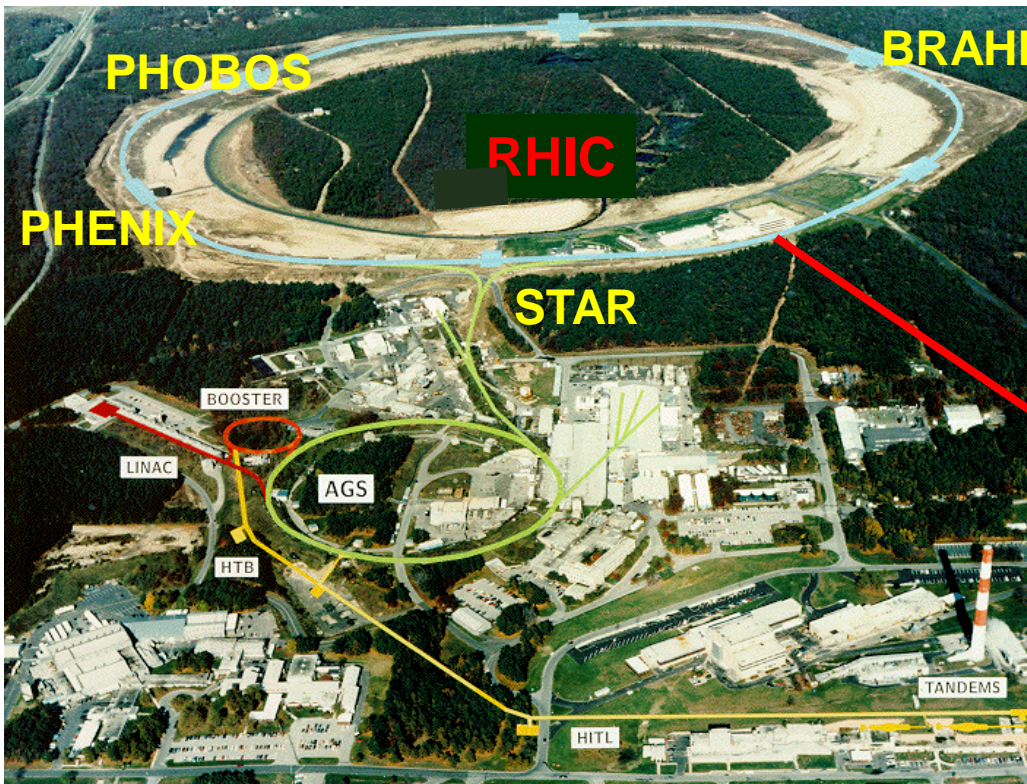 BRAH
PHOBOS
RHIC
PHENIX
STAR
BOOSTER
LINAC
AGS
HTB
TANDEMS
HITL